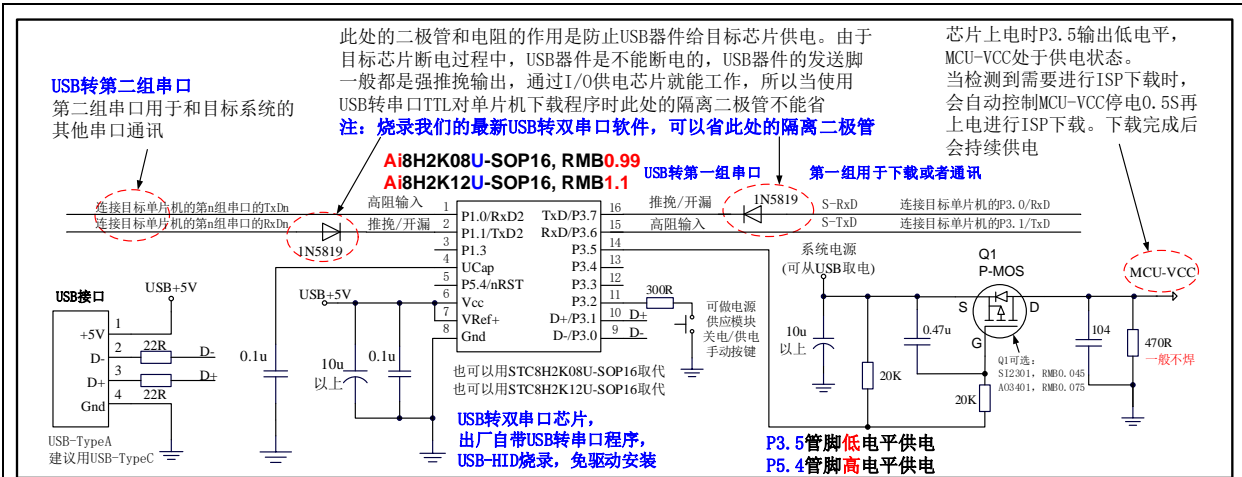 此处的二极管和电阻的作用是防止USB器件给目标芯片供电。由于
目标芯片断电过程中，USB器件是不能断电的，USB器件的发送脚
一般都是强推挽输出，通过I/O供电芯片就能工作，所以当使用
USB转串口TTL对单片机下载程序时此处的隔离二极管不能省
注：烧录我们的最新USB转双串口软件，可以省此处的隔离二极管
芯片上电时P3.5输出低电平，
MCU-VCC处于供电状态。
当检测到需要进行ISP下载时，
会自动控制MCU-VCC停电0.5S再
上电进行ISP下载。下载完成后
会持续供电
USB转第二组串口
第二组串口用于和目标系统的
其他串口通讯
Ai8H2K08U-SOP16, RMB0.99
Ai8H2K12U-SOP16, RMB1.1
USB转第一组串口
第一组用于下载或者通讯
连接目标单片机的第n组串口的TxDn
高阻输入
1
连接目标单片机的第n组串口的RxDn
1N5819
推挽/开漏
2
3
4
5
6
7
8
P1.0/RxD2
P1.1/TxD2
P1.3
UCap
P5.4/nRST
Vcc
VRef+
Gnd
TxD/P3.7
RxD/P3.6
P3.5
P3.4
P3.3
P3.2
D+/P3.1
D-/P3.0
16
15
14
13
12
11
10
9
推挽/开漏
高阻输入
1N5819
S-RxD
连接目标单片机的P3.0/RxD
S-TxD
连接目标单片机的P3.1/TxD
300R
D+
D-
可做电源
供应模块
关电/供电
手动按键
系统电源
(可从USB取电)
Q1
P-MOS
S
D
G
MCU-VCC
10u
以上
0.47u
20K
20K
104
470R
一般不焊
Q1可选:
SI2301, RMB0.045
AO3401, RMB0.075
USB接口
USB+5V
+5V
1
D-
2
22R
D-
D+
3
22R
D+
Gnd
4
USB-TypeA
建议用USB-TypeC
0.1u
USB+5V
10u
以上
0.1u
也可以用STC8H2K08U-SOP16取代
也可以用STC8H2K12U-SOP16取代
USB转双串口芯片，
出厂自带USB转串口程序，
USB-HID烧录，免驱动安装
P3.5管脚低电平供电
P5.4管脚高电平供电